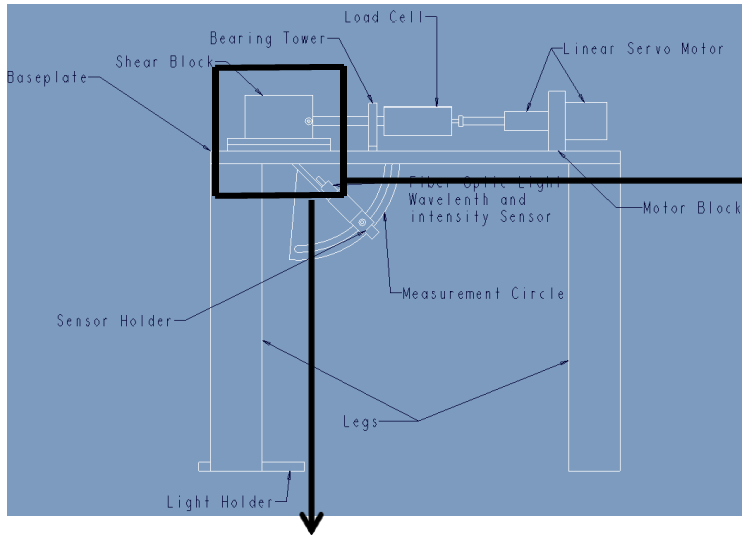 Load Cell
Bearing Tower
Linear Servo Motor
Shear Block
Baseplate
Fiber Optic Light
Wavelenth and
intensity Sensor
Motor Block
Measurement Circle
Sensor Holder
Legs
Light Holder